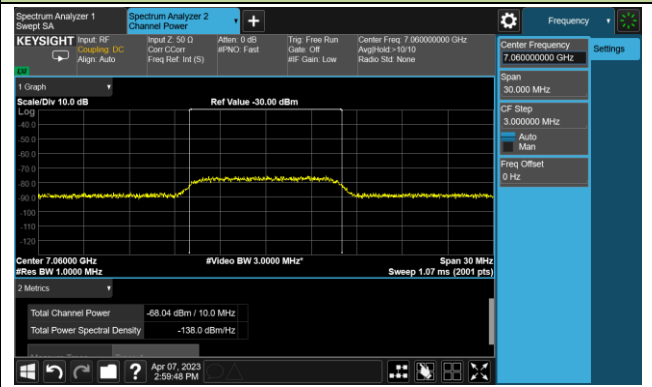 Spectrum Analyzer 1
Swept SA
Spectrum Analyzer 2
Channel Power
Frequency
KEYSIGHT
Input: RF
Coupling: DC
Align: Auto
Input Z: 50 Ω
Corr CCorr
Freq Ref: Int (S)
Atten: 0 dB
#PNO: Fast
Trig: Free Run
Gate: Off
#IF Gain: Low
Center Freq: 7.060000000 GHz
Avg|Hold:>10/10
Radio Std: None
Center Frequency
7.060000000 GHz
Settings
Span
30.000 MHz
CF Step
3.000000 MHz
Auto
Man
Freq Offset
0 Hz
1 Graph
Scale/Div 10.0 dB
Ref Value -30.00 dBm
Log
-40.0
-50.0
-60.0
-70.0
-80.0
-90.0
-100
-110
-120
Center 7.06000 GHz
#Video BW 3.0000 MHz*
Span 30 MHz
#Res BW 1.0000 MHz
Sweep 1.07 ms (2001 pts)
2 Metrics
Total Channel Power
-68.04 dBm / 10.0 MHz
Total Power Spectral Density
-138.0 dBm/Hz
?
Apr 07, 2023
2:59:48 PM